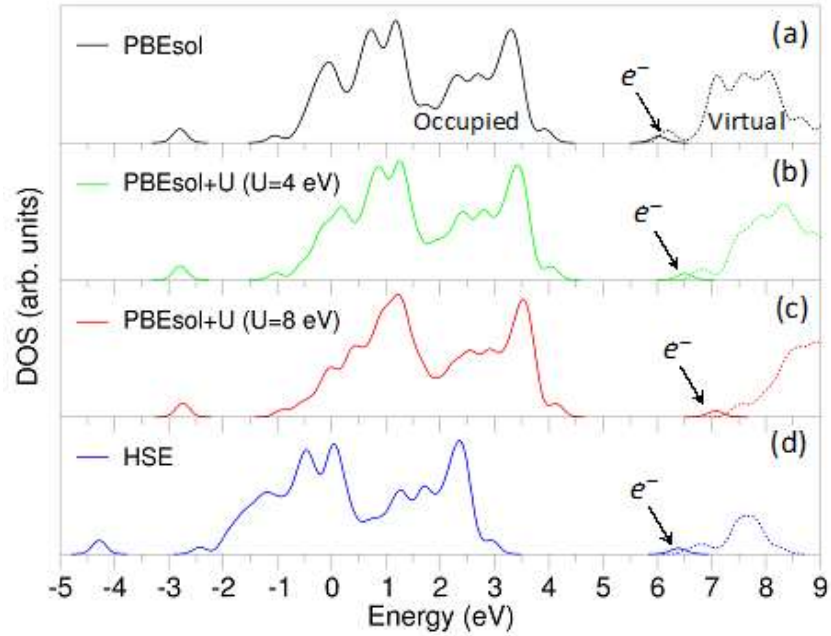 PBEsol
(a)
e−
Occupied
Virtual
PBEsol+U (U=4 eV)
(b)
e−
PBEsol+U (U=8 eV)
(c)
e−
HSE
(d)
e−
DOS (arb. units)
-5 -4 -3 -2 -1 0 1 2 3 4 5 6 7 8 9
Energy (eV)